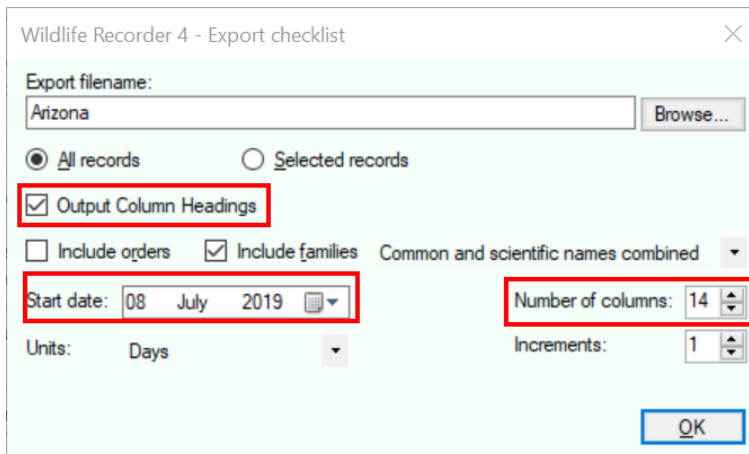 Wildlife Recorder 4 - Export checklist
Export filename:
Arizona
Browse...
All records
Selected records
Output Column Headings
Include orders
Include families
Common and scientific names combined
Start date: 08 July 2019
Number of columns: 14
Units: Days
Increments: 1
OK